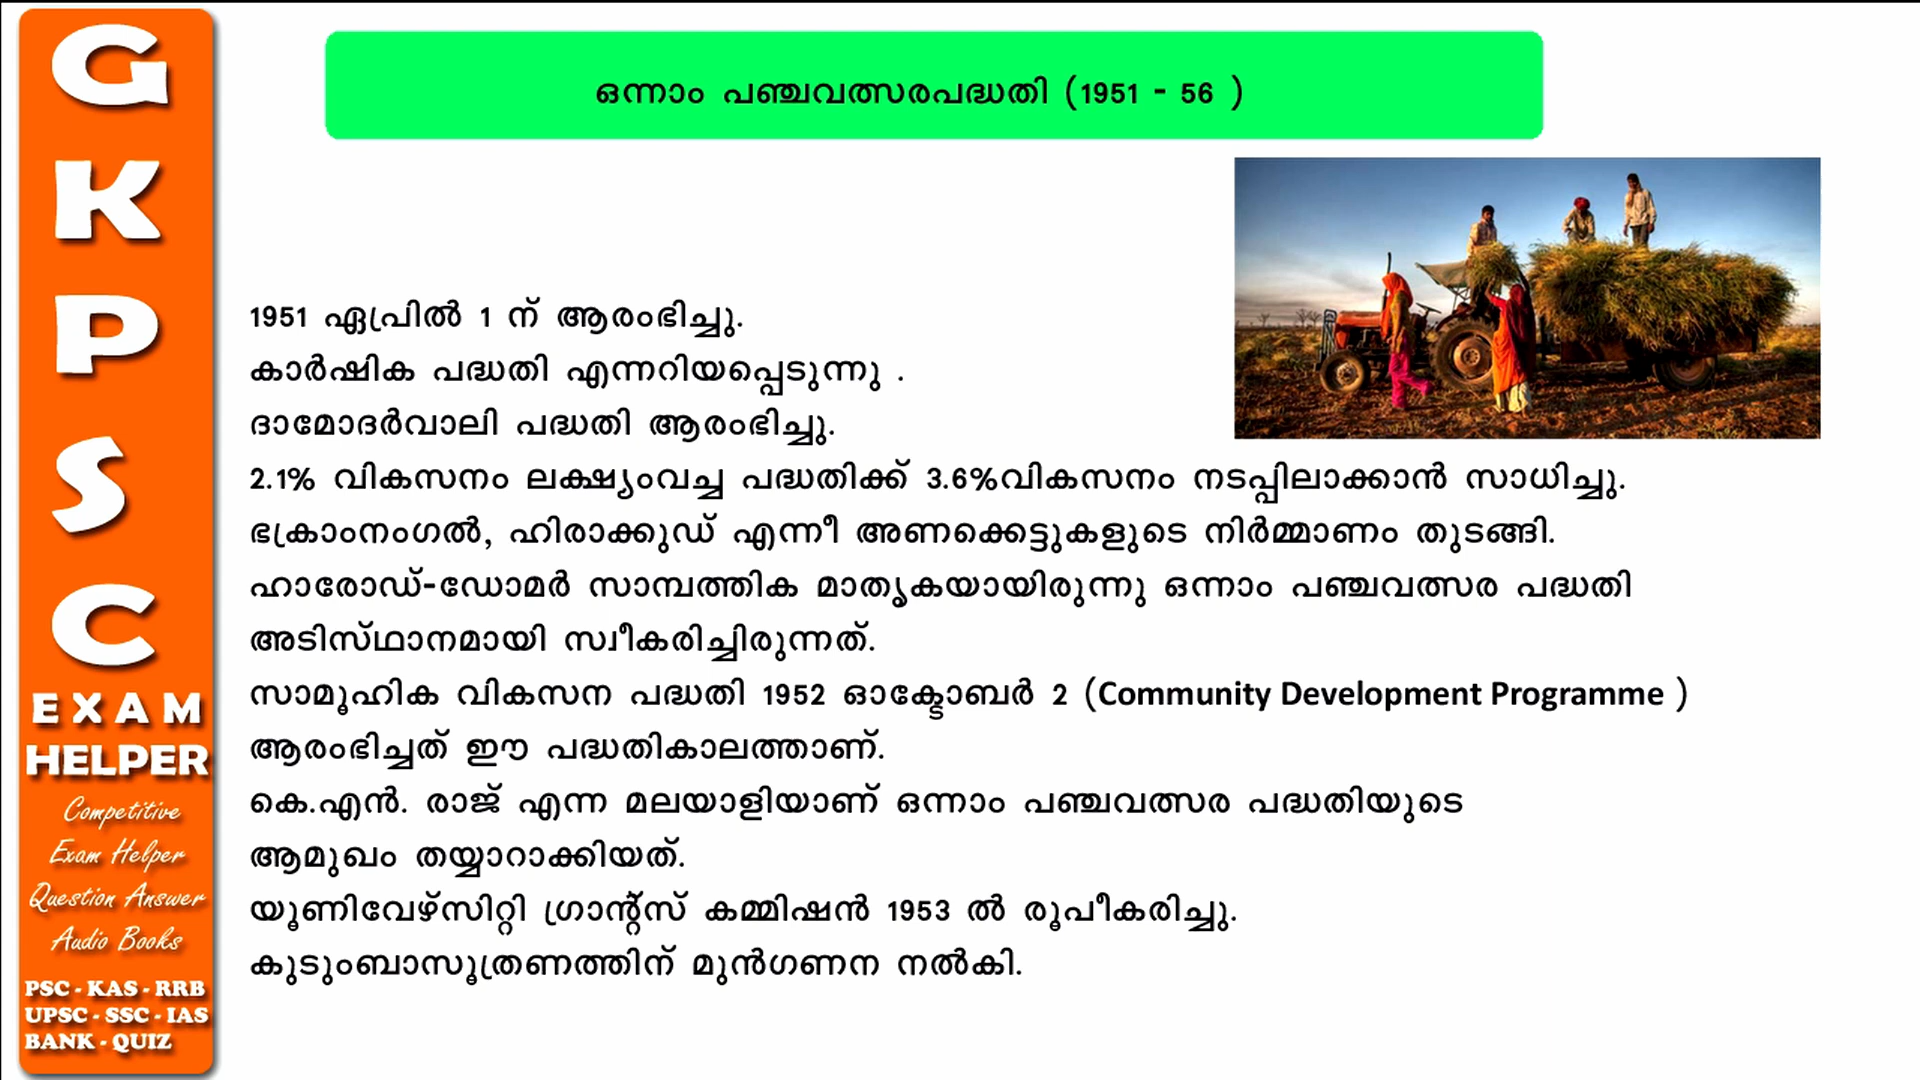 G
K
P
S
C
EXAM
HELPER
Competitive
Exam Helper
Question Answer
Audio Books
PSC - KAS - RRB
UPSC - SSC - IAS
BANK - QUIZ
ഒന്നാം പഞ്ചവത്സരപദ്ധതി (1951 - 56 )
1951 ഏപ്രിൽ 1 ന് ആരംഭിച്ചു.
കാർഷിക പദ്ധതി എന്നറിയപ്പെടുന്നു .
ദാമോദർവാലി പദ്ധതി ആരംഭിച്ചു.
2.1% വികസനം ലക്ഷ്യംവച്ച പദ്ധതിക്ക് 3.6%വികസനം നടപ്പിലാക്കാൻ സാധിച്ചു.
ഭക്രാംനംഗൽ, ഹിരാക്കുഡ് എന്നീ അണക്കെട്ടുകളുടെ നിർമ്മാണം തുടങ്ങി.
ഹാരോഡ്-ഡോമർ സാമ്പത്തിക മാതൃകയായിരുന്നു ഒന്നാം പഞ്ചവത്സര പദ്ധതി
അടിസ്ഥാനമായി സ്വീകരിച്ചിരുന്നത്.
സാമൂഹിക വികസന പദ്ധതി 1952 ഓക്ടോബർ 2 (Community Development Programme )
ആരംഭിച്ചത് ഈ പദ്ധതികാലത്താണ്.
കെ.എൻ. രാജ് എന്ന മലയാളിയാണ് ഒന്നാം പഞ്ചവത്സര പദ്ധതിയുടെ
ആമുഖം തയ്യാറാക്കിയത്.
യൂണിവേഴ്സിറ്റി ഗ്രാന്റ്സ് കമ്മിഷൻ 1953 ൽ രൂപീകരിച്ചു.
കുടുംബാസൂത്രണത്തിന് മുൻഗണന നൽകി.